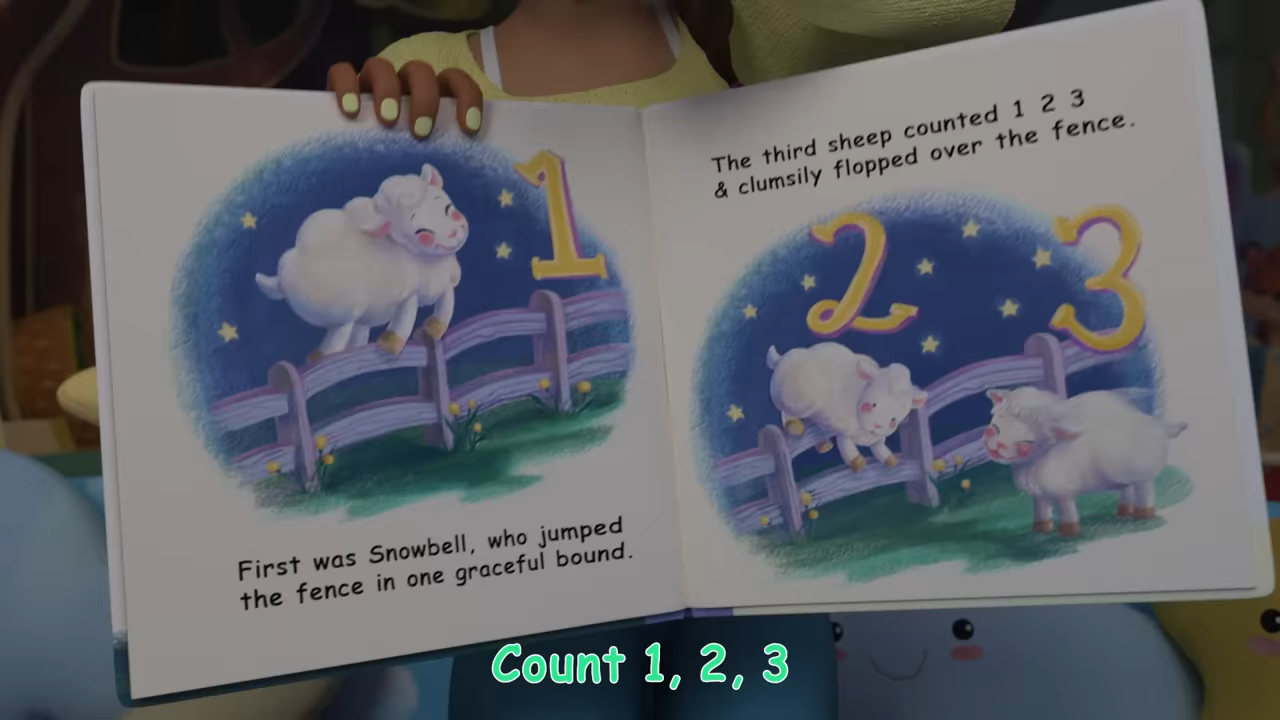 1
First was Snowbell, who jumped
the fence in one graceful bound.
The third sheep counted 1 2 3
& clumsily flopped over the fence.
2 3
Count 1, 2, 3